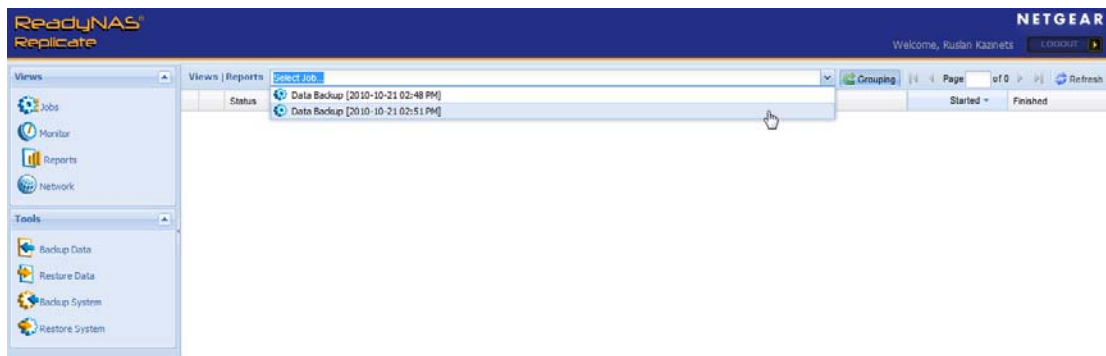 ReadyNAS®
Replicate
NETGEAR
Welcome, Ruslan Kazinets LOGOUT
Views
Jobs
Monitor
Reports
Network
Tools
Backup Data
Restore Data
Backup System
Restore System
Views | Reports Select Job... Grouping Page of 0 Refresh
Status Started Finished
Data Backup [2010-10-21 02:48 PM]
Data Backup [2010-10-21 02:51 PM]